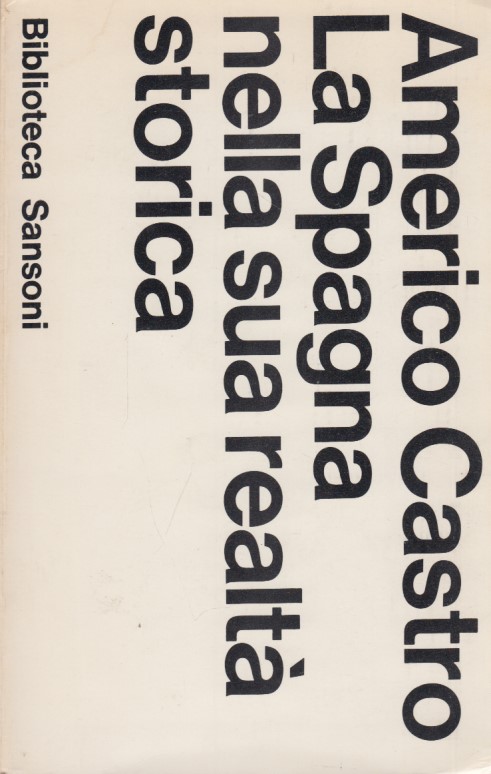 Americo Castro
La Spagna
nella sua realtà
storica
Biblioteca Sansoni